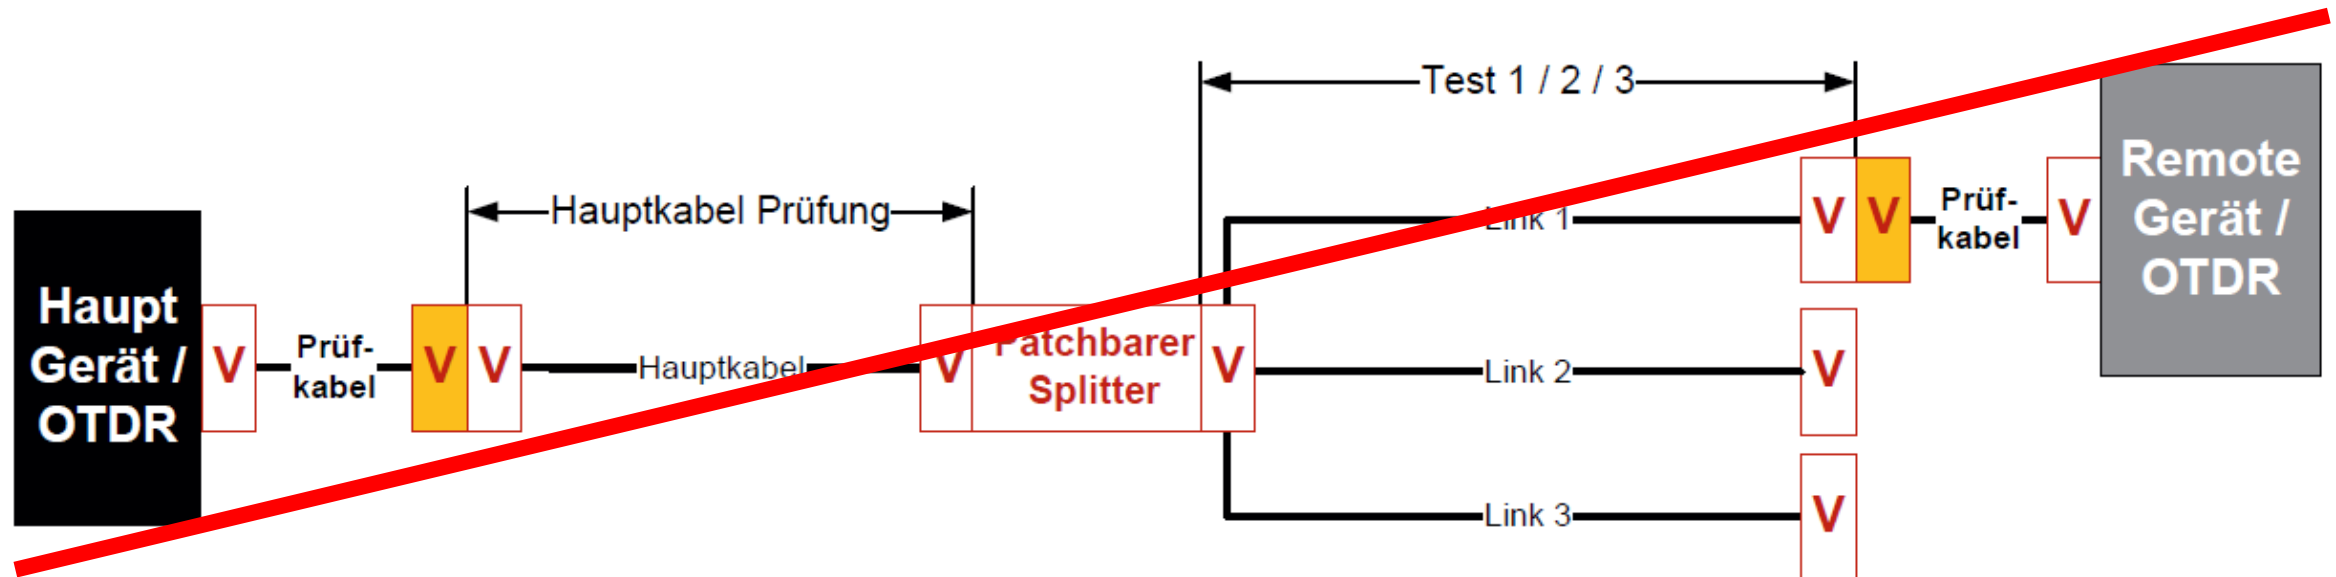 Test 1 / 2 / 3
Hauptkabel Prüfung
Haupt
Gerät /
OTDR
V
Prüf-
kabel
V
V
Hauptkabel
V
Patchbarer
Splitter
V
Link 1
V
V
Prüf-
kabel
V
Remote
Gerät /
OTDR
Link 2
V
Link 3
V